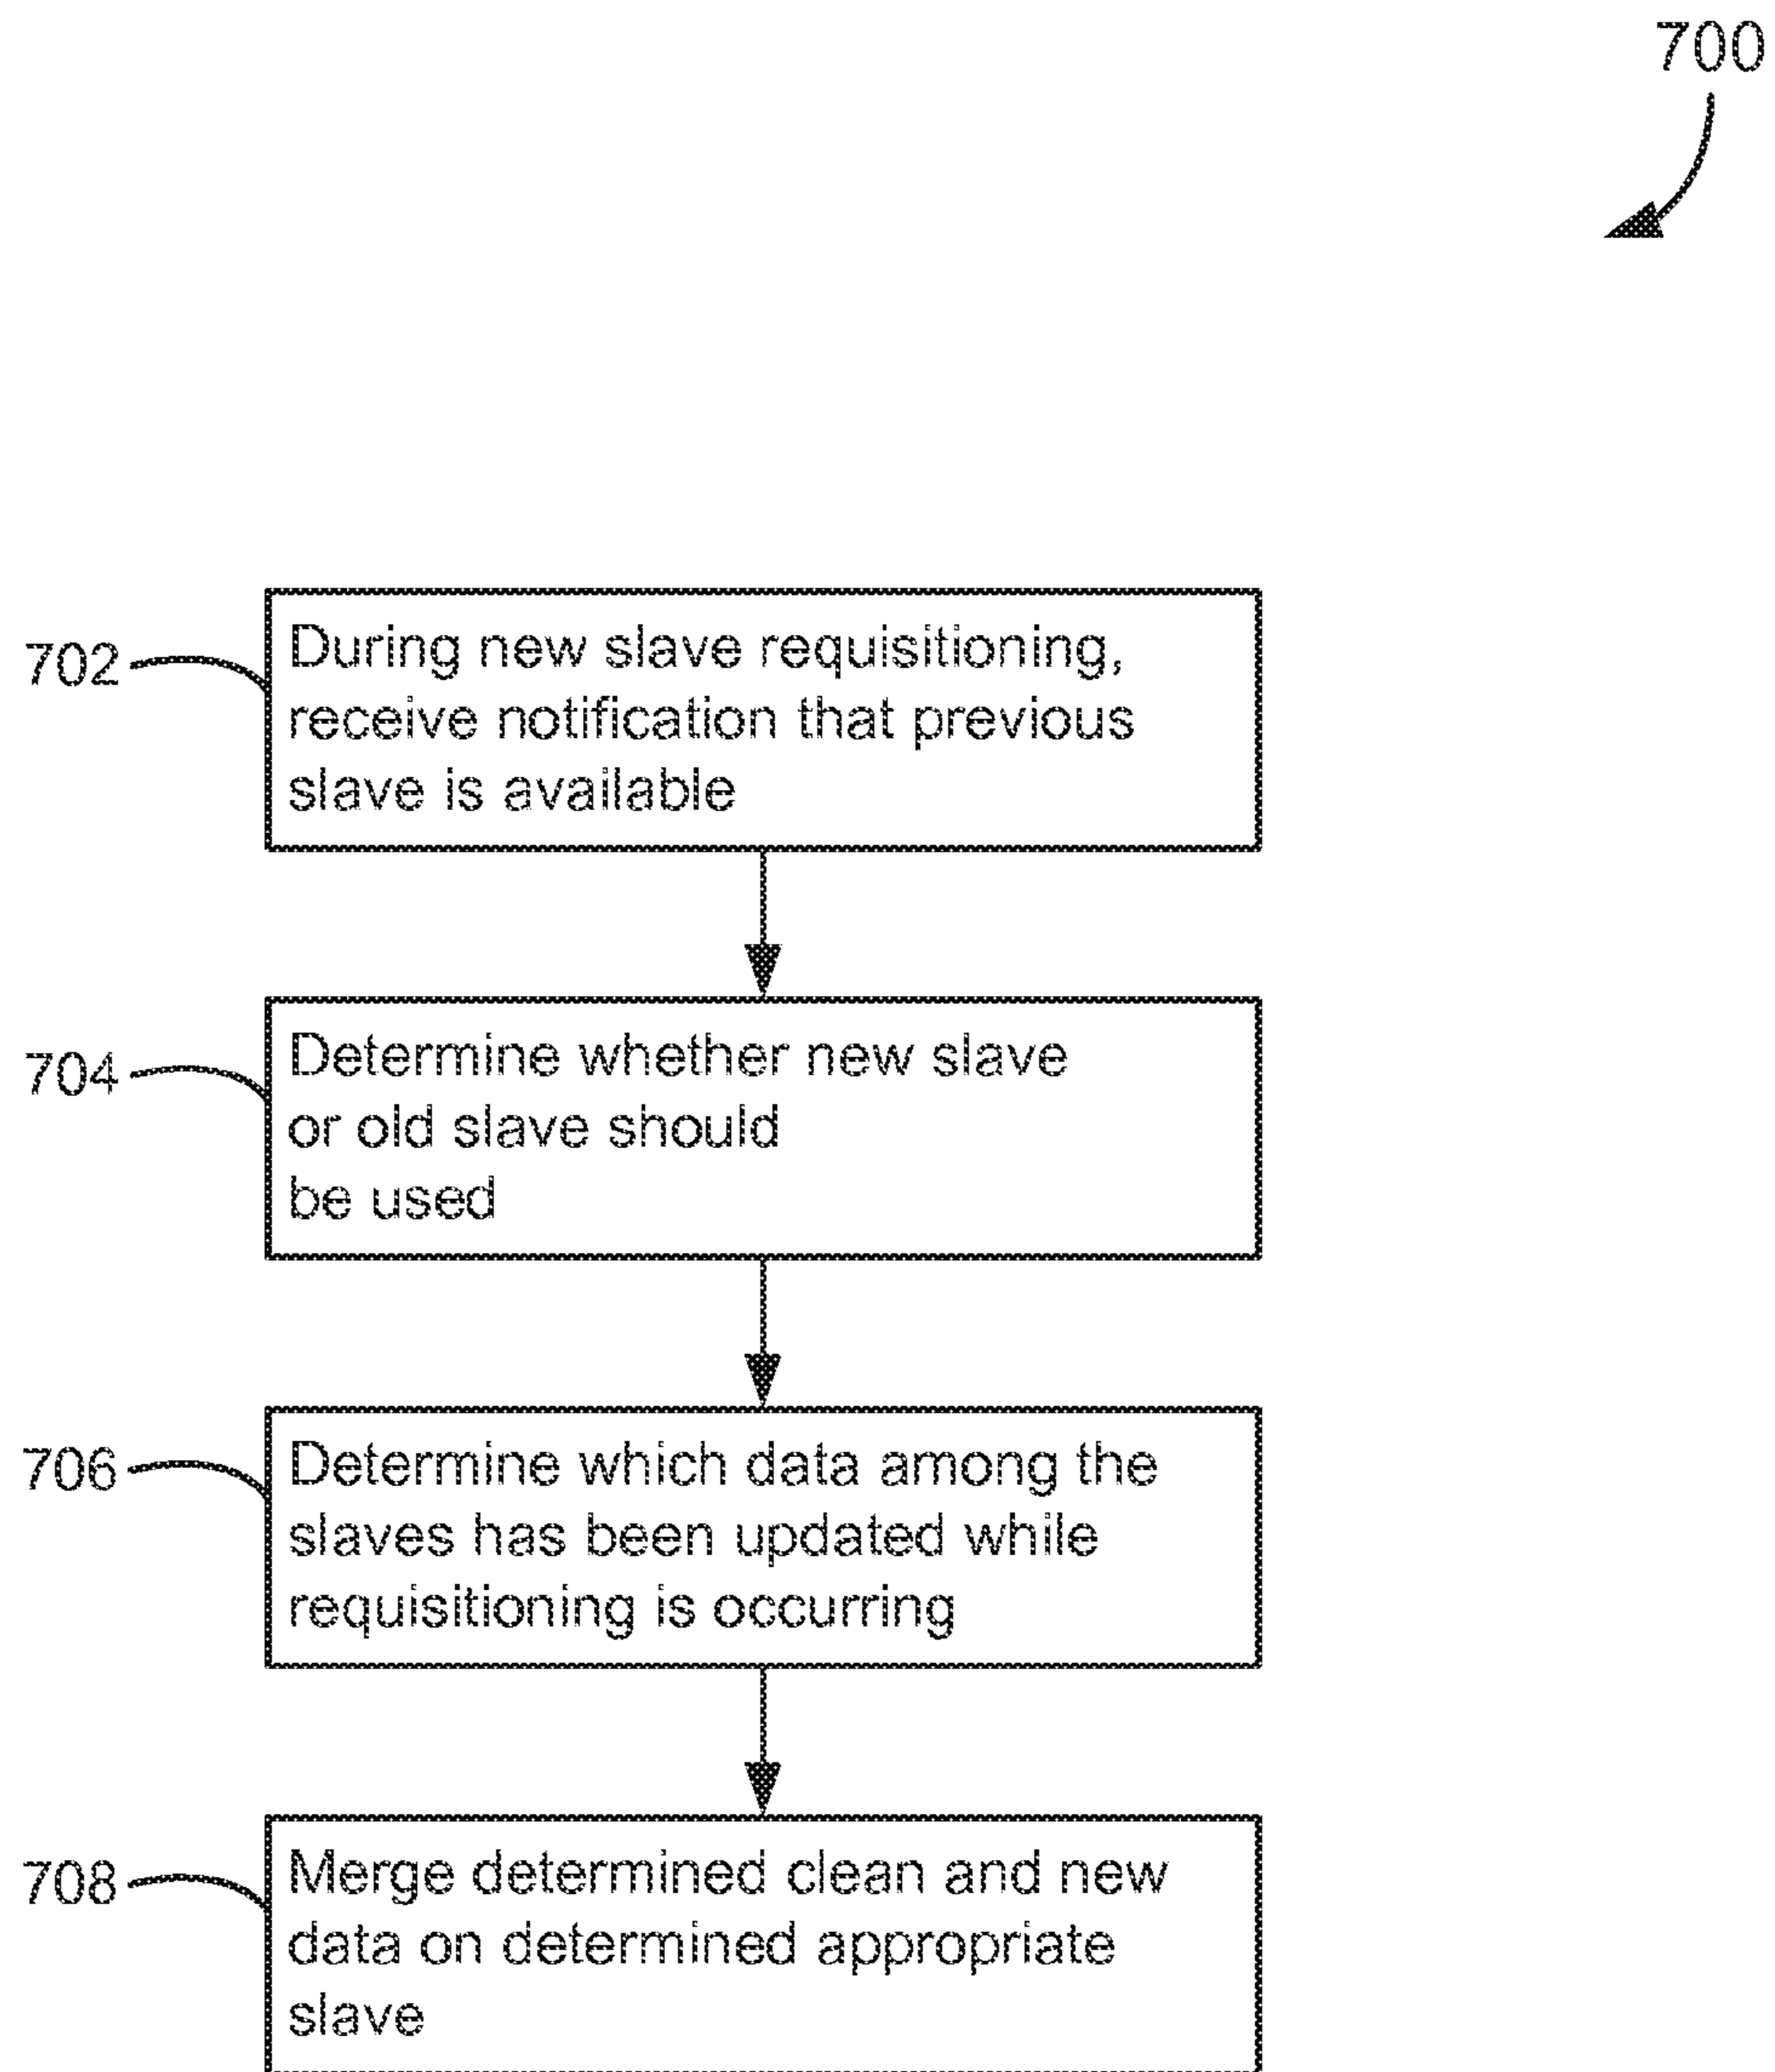 700
702
During new slave requisitioning,
receive notification that previous
slave is available
704
Determine whether new slave
or old slave should
be used
706
Determine which data among the
slaves has been updated while
requisitioning is occurring
708
Merge determined clean and new
data on determined appropriate
slave